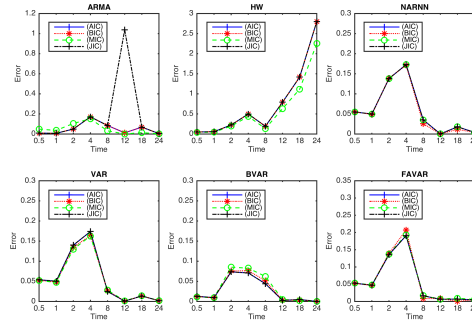 ARMA
1.2
1
0.8
0.6
0.4
0.2
0
Error
(AIC)
(BIC)
(MIC)
(JIC)
0.5 1 2 4 8 12 18 24
Time
HW
3
2.5
2
1.5
1
0.5
0
Error
(AIC)
(BIC)
(MIC)
(JIC)
0.5 1 2 4 8 12 18 24
Time
NARNN
0.3
0.25
0.2
0.15
0.1
0.05
0
Error
(AIC)
(BIC)
(MIC)
(JIC)
0.5 1 2 4 8 12 18 24
Time
VAR
0.3
0.25
0.2
0.15
0.1
0.05
0
Error
(AIC)
(BIC)
(MIC)
(JIC)
0.5 1 2 4 8 12 18 24
Time
BVAR
0.3
0.25
0.2
0.15
0.1
0.05
0
Error
(AIC)
(BIC)
(MIC)
(JIC)
0.5 1 2 4 8 12 18 24
Time
FAVAR
0.35
0.3
0.25
0.2
0.15
0.1
0.05
0
Error
(AIC)
(BIC)
(MIC)
(JIC)
0.5 1 2 4 8 12 18 24
Time